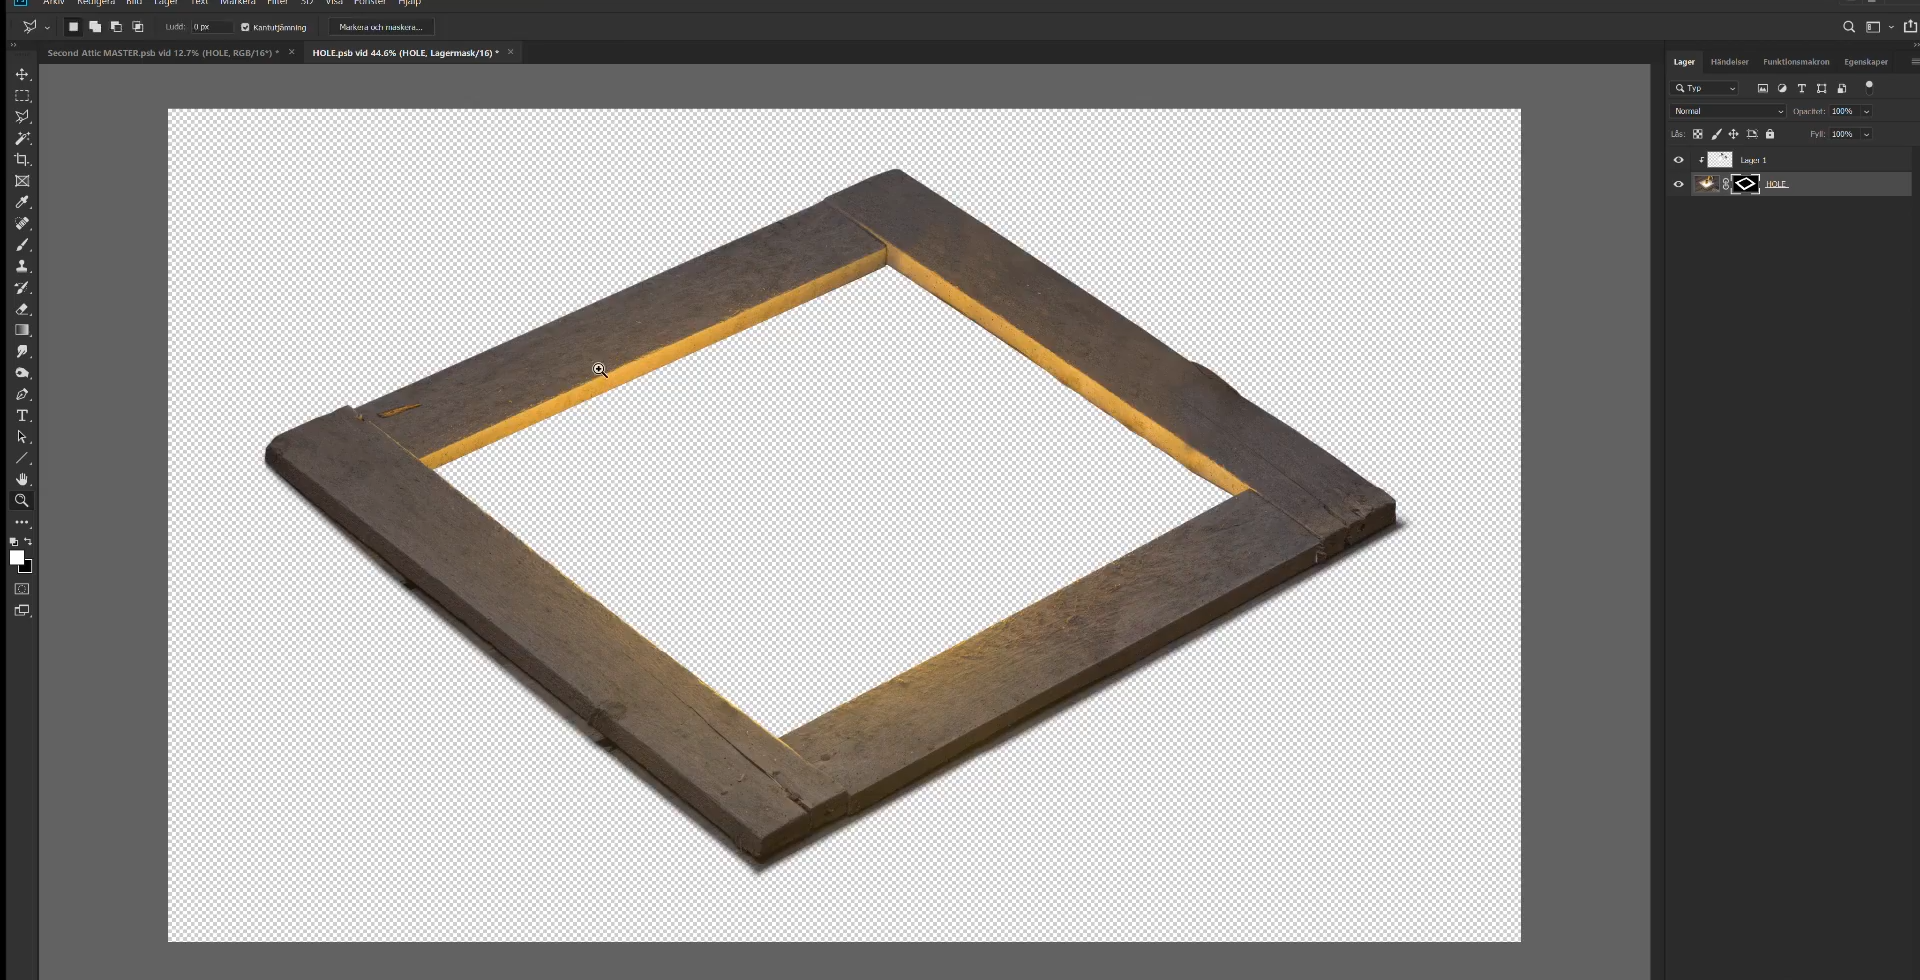 Arkiv Redigera Bild Lager Text Markera Filter 3D Visa Fönster Hjälp
Ludd: 0 px Kantutjämning Markera och maskera...
Second Attic MASTER.psb vid 12.7% (HOLE, RGB/16*) * × HOLE.psb vid 44.6% (HOLE, Lagermask/16) * ×
Lager Händelser Funktionsmakron Egenskaper
Typ
Normal Opacitet: 100%
Lås: Fyll: 100%
Lager 1
HOLE